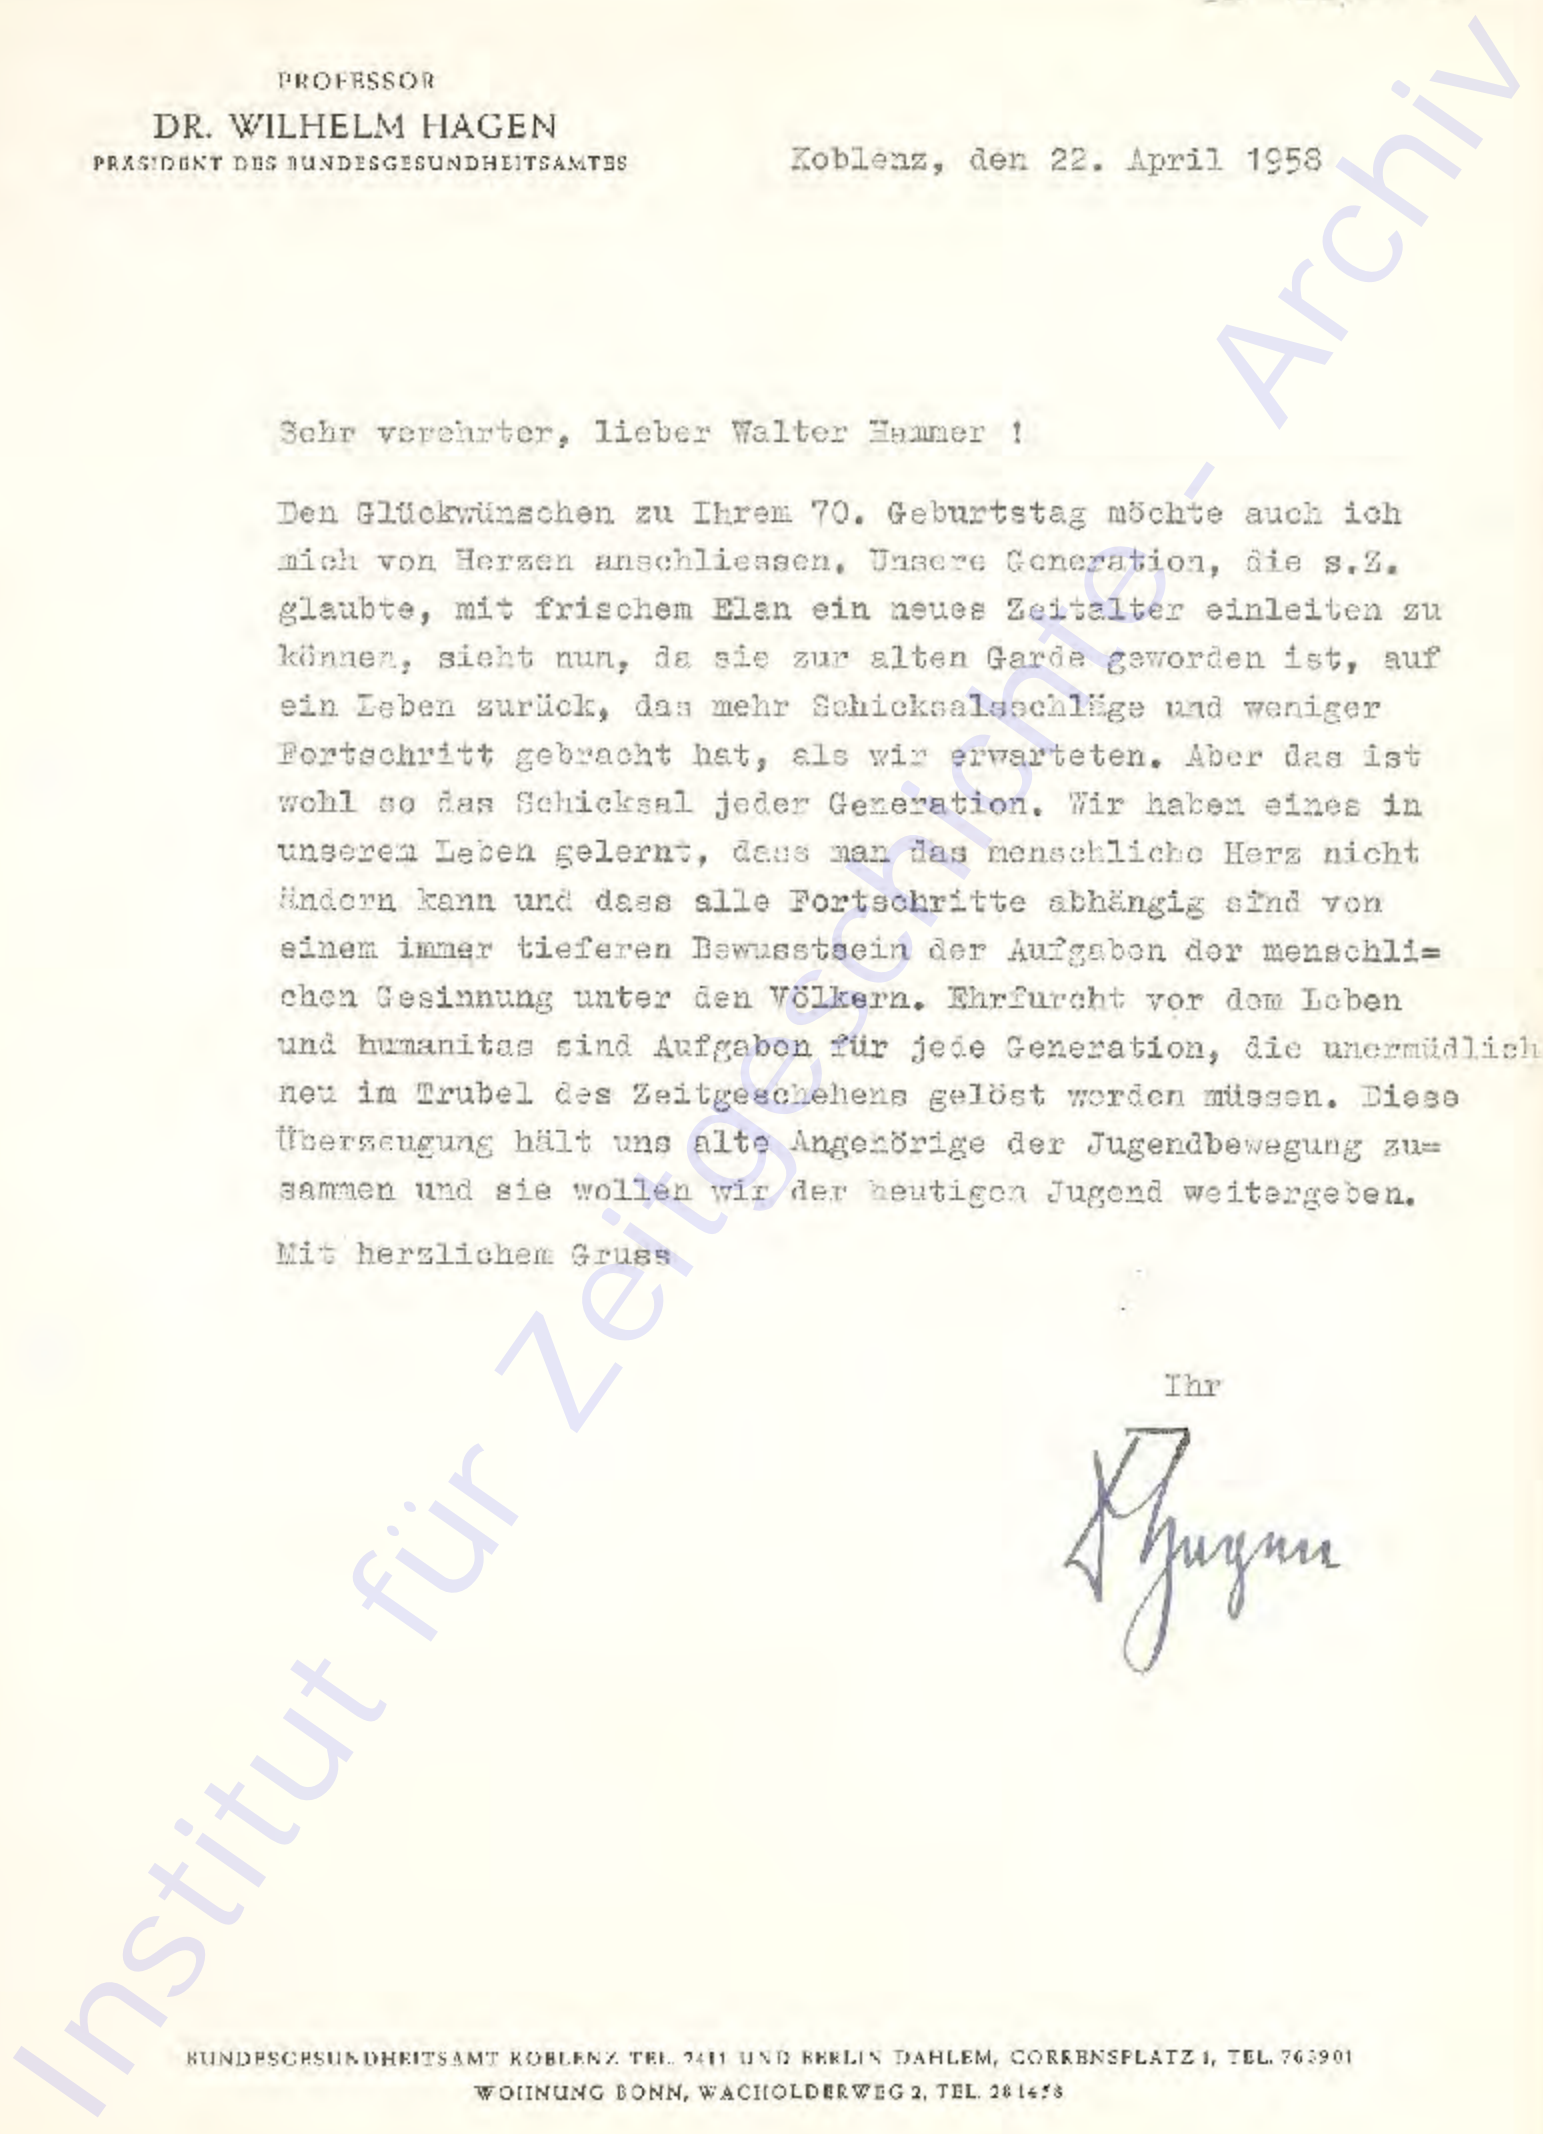 PROFESSOR
DR. WILHELM HAGEN
PRÄSIDENT DES BUNDESGESUNDHEITSAMTES
Koblenz, den 22. April 1958
Sehr verehrter, lieber Walter Hammer !
Den Glückwünschen zu Ihrem 70. Geburtstag möchte auch ich
mich von Herzen anschliessen. Unsere Generation, die s.Z.
glaubte, mit frischem Elan ein neues Zeitalter einleiten zu
können, sieht nun, da sie zur alten Garde geworden ist, auf
ein Leben zurück, das mehr Schicksalsschläge und weniger
Fortschritt gebracht hat, als wir erwarteten. Aber das ist
wohl so das Schicksal jeder Generation. Wir haben eines in
unserem Leben gelernt, dass man das menschliche Herz nicht
ändern kann und dass alle Fortschritte abhängig sind von
einem immer tieferen Bewusstsein der Aufgaben der menschli=
chen Gesinnung unter den Völkern. Ehrfurcht vor dem Leben
und humanitas sind Aufgaben für jede Generation, die unermüdlich
neu im Trubel des Zeitgeschehens gelöst werden müssen. Diese
Überzeugung hält uns alte Angehörige der Jugendbewegung zu=
sammen und sie wollen wir der heutigen Jugend weitergeben.
Mit herzlichem Gruss
Ihr
Hagen
BUNDESGESUNDHEITSAMT KOBLENZ TEL. 7411 UND BERLIN DAHLEM, CORRENSPLATZ 1, TEL.
WOHNUNG BONN, WACHOLDERWEG 2, TEL.
Institut für Zeitgeschichte - Archiv